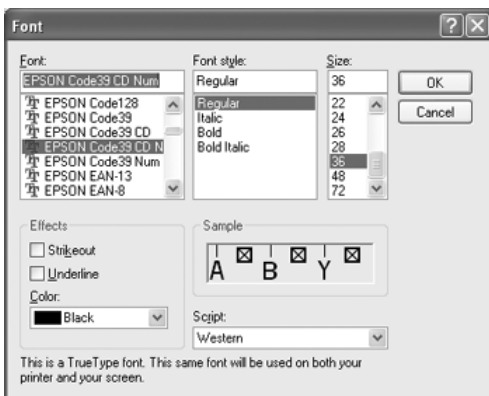 Font
Font: Font style: Size:
EPSON Code39 CD Num Regular 36 OK
EPSON Code128 Regular 22 Cancel
EPSON Code39 Italic 24
EPSON Code39 CD Bold 26
EPSON Code39 CD N Bold Italic 28
EPSON Code39 Num 36
EPSON EAN-13 48
EPSON EAN-8 72
Effects Sample
Strikeout
Underline
A B Y
Color:
Black
Script:
Western
This is a TrueType font. This same font will be used on both your
printer and your screen.